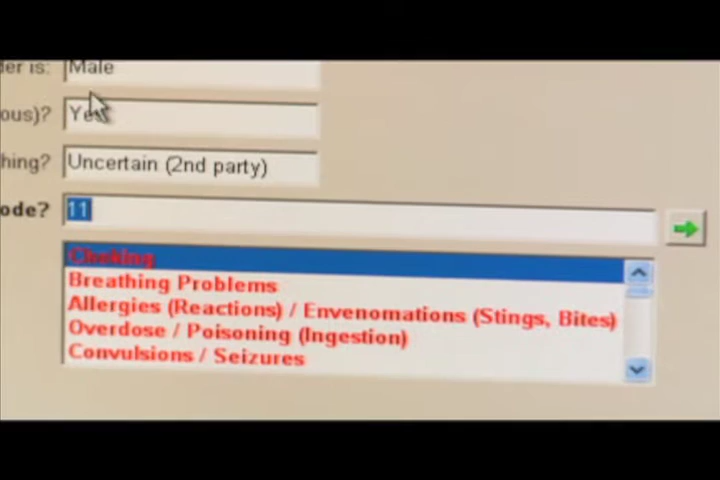 der is: Male
ous)? Yes
hing? Uncertain (2nd party)
ode? 11
Choking
Breathing Problems
Allergies (Reactions) / Envenomations (Stings, Bites)
Overdose / Poisoning (Ingestion)
Convulsions / Seizures